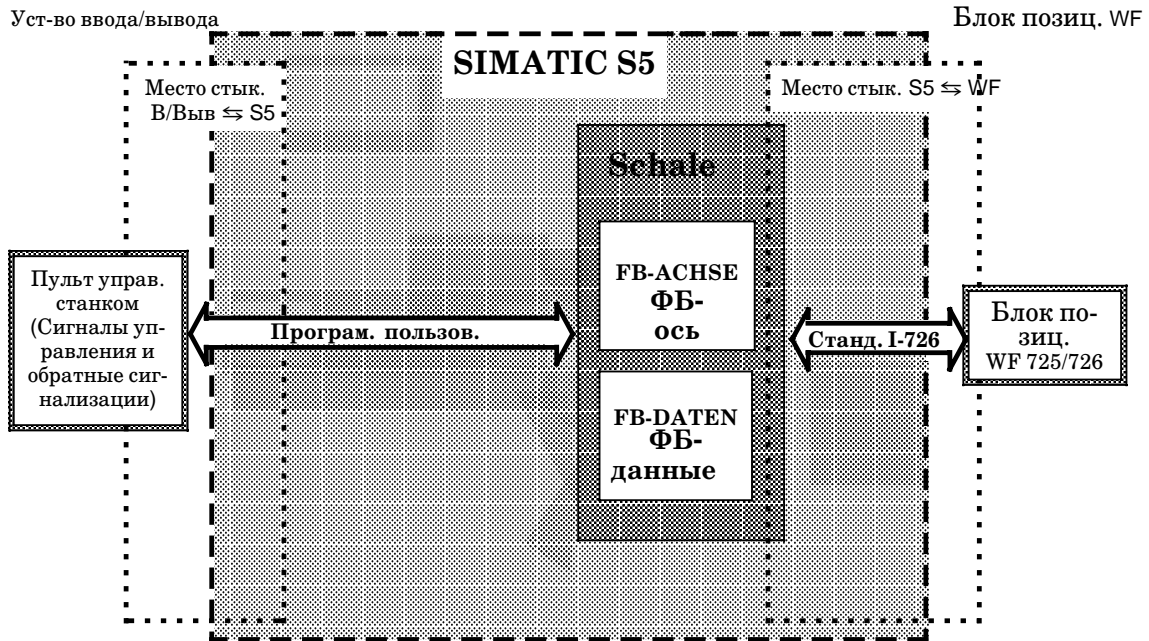 Уст-во ввода/вывода
Блок позиц. WF
SIMATIC S5
Место стык.
В/Выв ⇆ S5
Место стык. S5 ⇆ WF
Schale
FB-ACHSE
ФБ-
ось
Пульт управ.
станком
(Сигналы уп-
равления и
обратные сиг-
нализации)
Програм. пользов.
Станд. I-726
Блок по-
зиц.
WF 725/726
FB-DATEN
ФБ-
данные